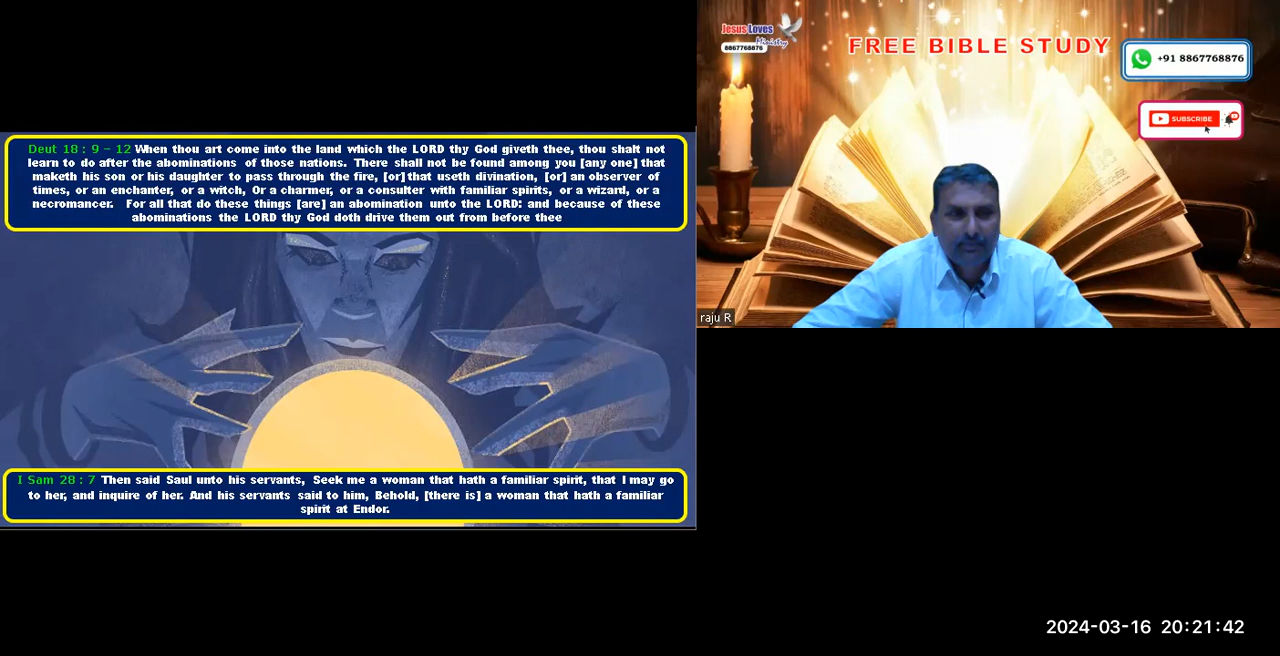 Deut 18 : 9 – 12 When thou art come into the land which the LORD thy God giveth thee, thou shalt not
learn to do after the abominations of those nations. There shall not be found among you [any one] that
maketh his son or his daughter to pass through the fire, [or] that useth divination, [or] an observer of
times, or an enchanter, or a witch, Or a charmer, or a consulter with familiar spirits, or a wizard, or a
necromancer. For all that do these things [are] an abomination unto the LORD: and because of these
abominations the LORD thy God doth drive them out from before thee
I Sam 28 : 7 Then said Saul unto his servants, Seek me a woman that hath a familiar spirit, that I may go
to her, and inquire of her. And his servants said to him, Behold, [there is] a woman that hath a familiar
spirit at Endor.
Jesus Loves
Ministry
8867768876
FREE BIBLE STUDY
+91 8867768876
SUBSCRIBE
raju R
2024-03-16 20:21:42